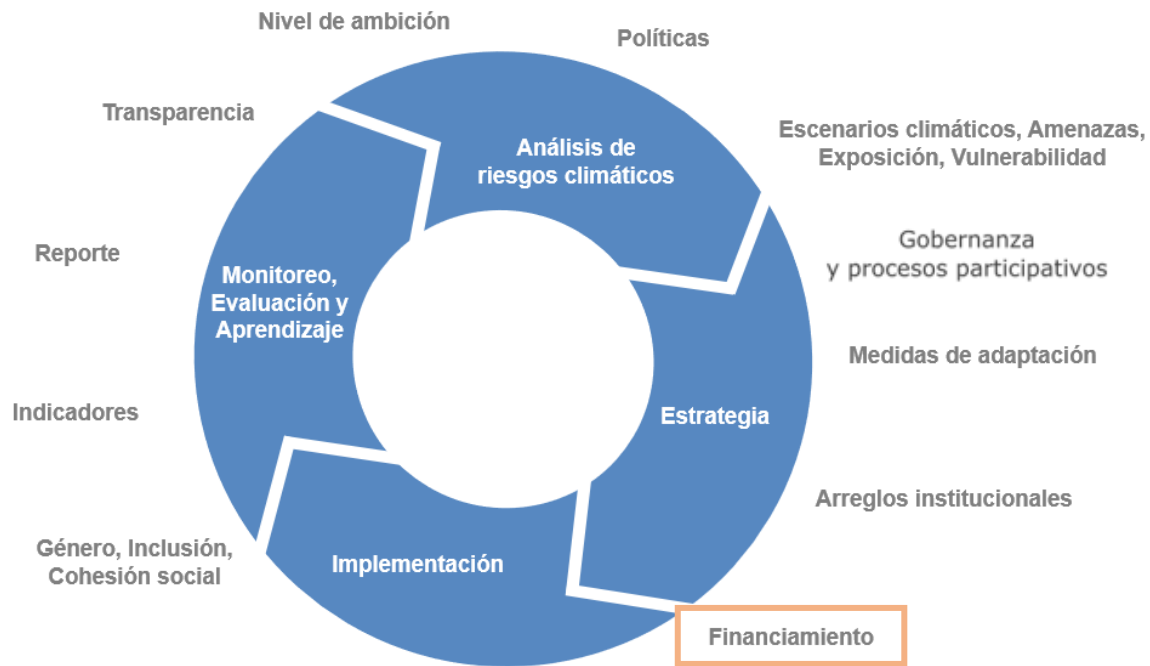 Nivel de ambición
Políticas
Transparencia
Escenarios climáticos, Amenazas,
Exposición, Vulnerabilidad
Análisis de
riesgos climáticos
Gobernanza
y procesos participativos
Reporte
Monitoreo,
Evaluación y
Aprendizaje
Medidas de adaptación
Indicadores
Estrategia
Arreglos institucionales
Género, Inclusión,
Cohesión social
Implementación
Financiamiento